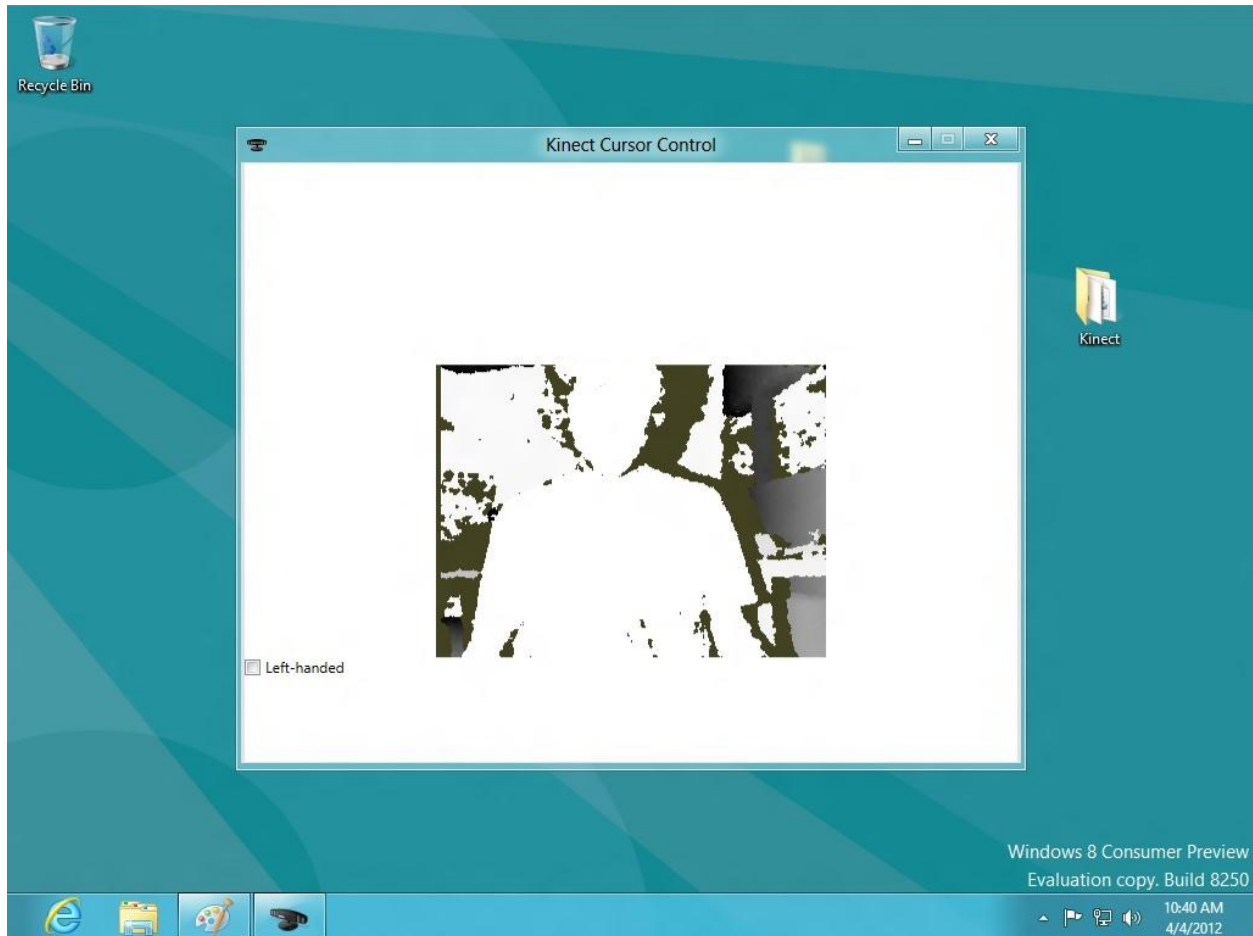 Recycle Bin
Kinect Cursor Control
Kinect
Left-handed
Windows 8 Consumer Preview
Evaluation copy. Build 8250
10:40 AM
4/4/2012